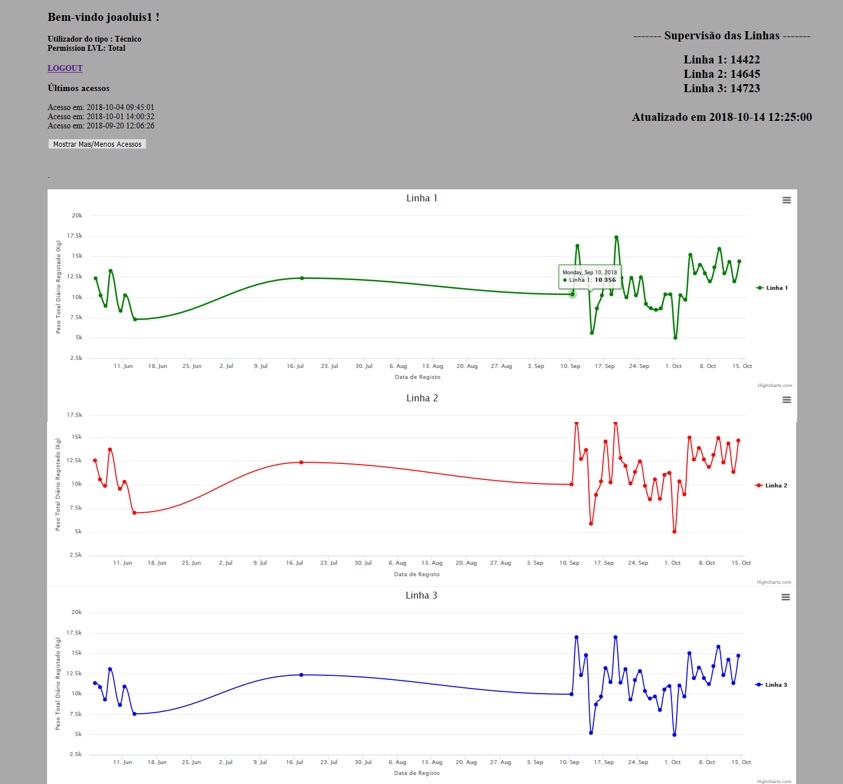 Bem-vindo joaoluis1 !
Utilizador do tipo : Técnico
Permission LVL: Total
LOGOUT
Últimos acessos
Acesso em: 2018-10-04 09:45:01
Acesso em: 2018-10-01 14:00:32
Acesso em: 2018-09-20 12:06:26
Mostrar Mais/Menos Acessos
.
------- Supervisão das Linhas -------
Linha 1: 14422
Linha 2: 14645
Linha 3: 14723
Atualizado em 2018-10-14 12:25:00
Linha 1
Peso Total Diário Registado (Kg)
20k
17.5k
15k
12.5k
10k
7.5k
5k
2.5k
Monday, Sep 10, 2018
● Linha 1: 10 356
Linha 1
11. Jun 18. Jun 25. Jun 2. Jul 9. Jul 16. Jul 23. Jul 30. Jul 6. Aug 13. Aug 20. Aug 27. Aug 3. Sep 10. Sep 17. Sep 24. Sep 1. Oct 8. Oct 15. Oct
Data de Registo
Highcharts.com
Linha 2
Peso Total Diário Registado (Kg)
17.5k
15k
12.5k
10k
7.5k
5k
2.5k
Linha 2
11. Jun 18. Jun 25. Jun 2. Jul 9. Jul 16. Jul 23. Jul 30. Jul 6. Aug 13. Aug 20. Aug 27. Aug 3. Sep 10. Sep 17. Sep 24. Sep 1. Oct 8. Oct 15. Oct
Data de Registo
Highcharts.com
Linha 3
Peso Total Diário Registado (Kg)
20k
17.5k
15k
12.5k
10k
7.5k
5k
2.5k
Linha 3
11. Jun 18. Jun 25. Jun 2. Jul 9. Jul 16. Jul 23. Jul 30. Jul 6. Aug 13. Aug 20. Aug 27. Aug 3. Sep 10. Sep 17. Sep 24. Sep 1. Oct 8. Oct 15. Oct
Data de Registo
Highcharts.com